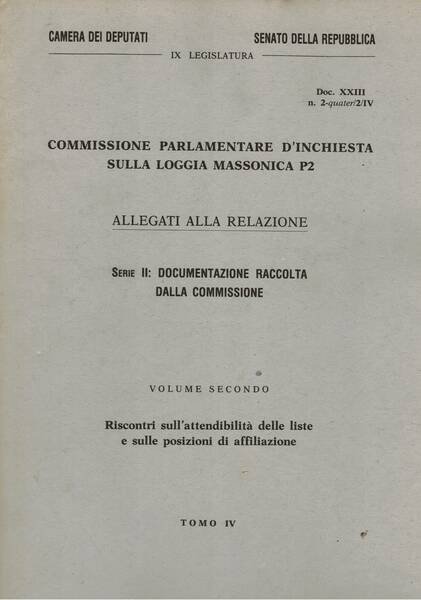 CAMERA DEI DEPUTATI SENATO DELLA REPUBBLICA
IX LEGISLATURA
Doc. XXIII
n. 2-quater/2/IV
COMMISSIONE PARLAMENTARE D'INCHIESTA
SULLA LOGGIA MASSONICA P2
ALLEGATI ALLA RELAZIONE
SERIE II: DOCUMENTAZIONE RACCOLTA
DALLA COMMISSIONE
VOLUME SECONDO
Riscontri sull'attendibilità delle liste
e sulle posizioni di affiliazione
TOMO IV